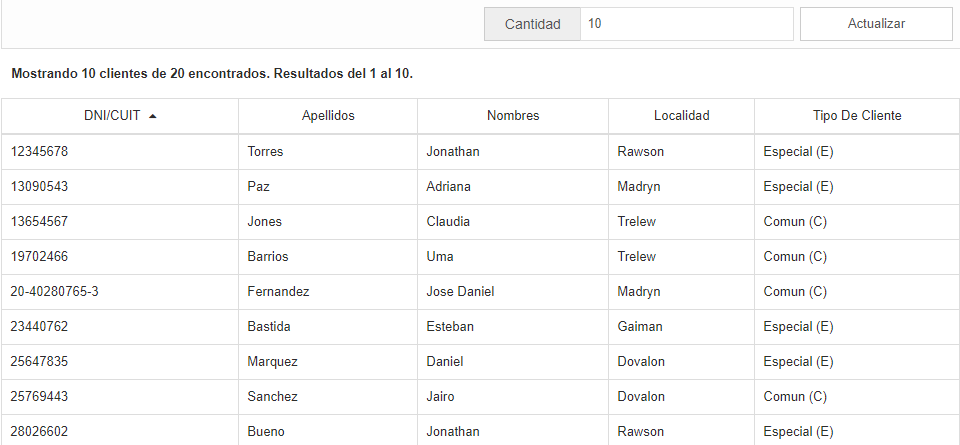 Cantidad 10 Actualizar
Mostrando 10 clientes de 20 encontrados. Resultados del 1 al 10.
DNI/CUIT Apellidos Nombres Localidad Tipo De Cliente
12345678 Torres Jonathan Rawson Especial (E)
13090543 Paz Adriana Madryn Especial (E)
13654567 Jones Claudia Trelew Comun (C)
19702466 Barrios Uma Trelew Comun (C)
20-40280765-3 Fernandez Jose Daniel Madryn Comun (C)
23440762 Bastida Esteban Gaiman Especial (E)
25647835 Marquez Daniel Dovalon Especial (E)
25769443 Sanchez Jairo Dovalon Comun (C)
28026602 Bueno Jonathan Rawson Especial (E)